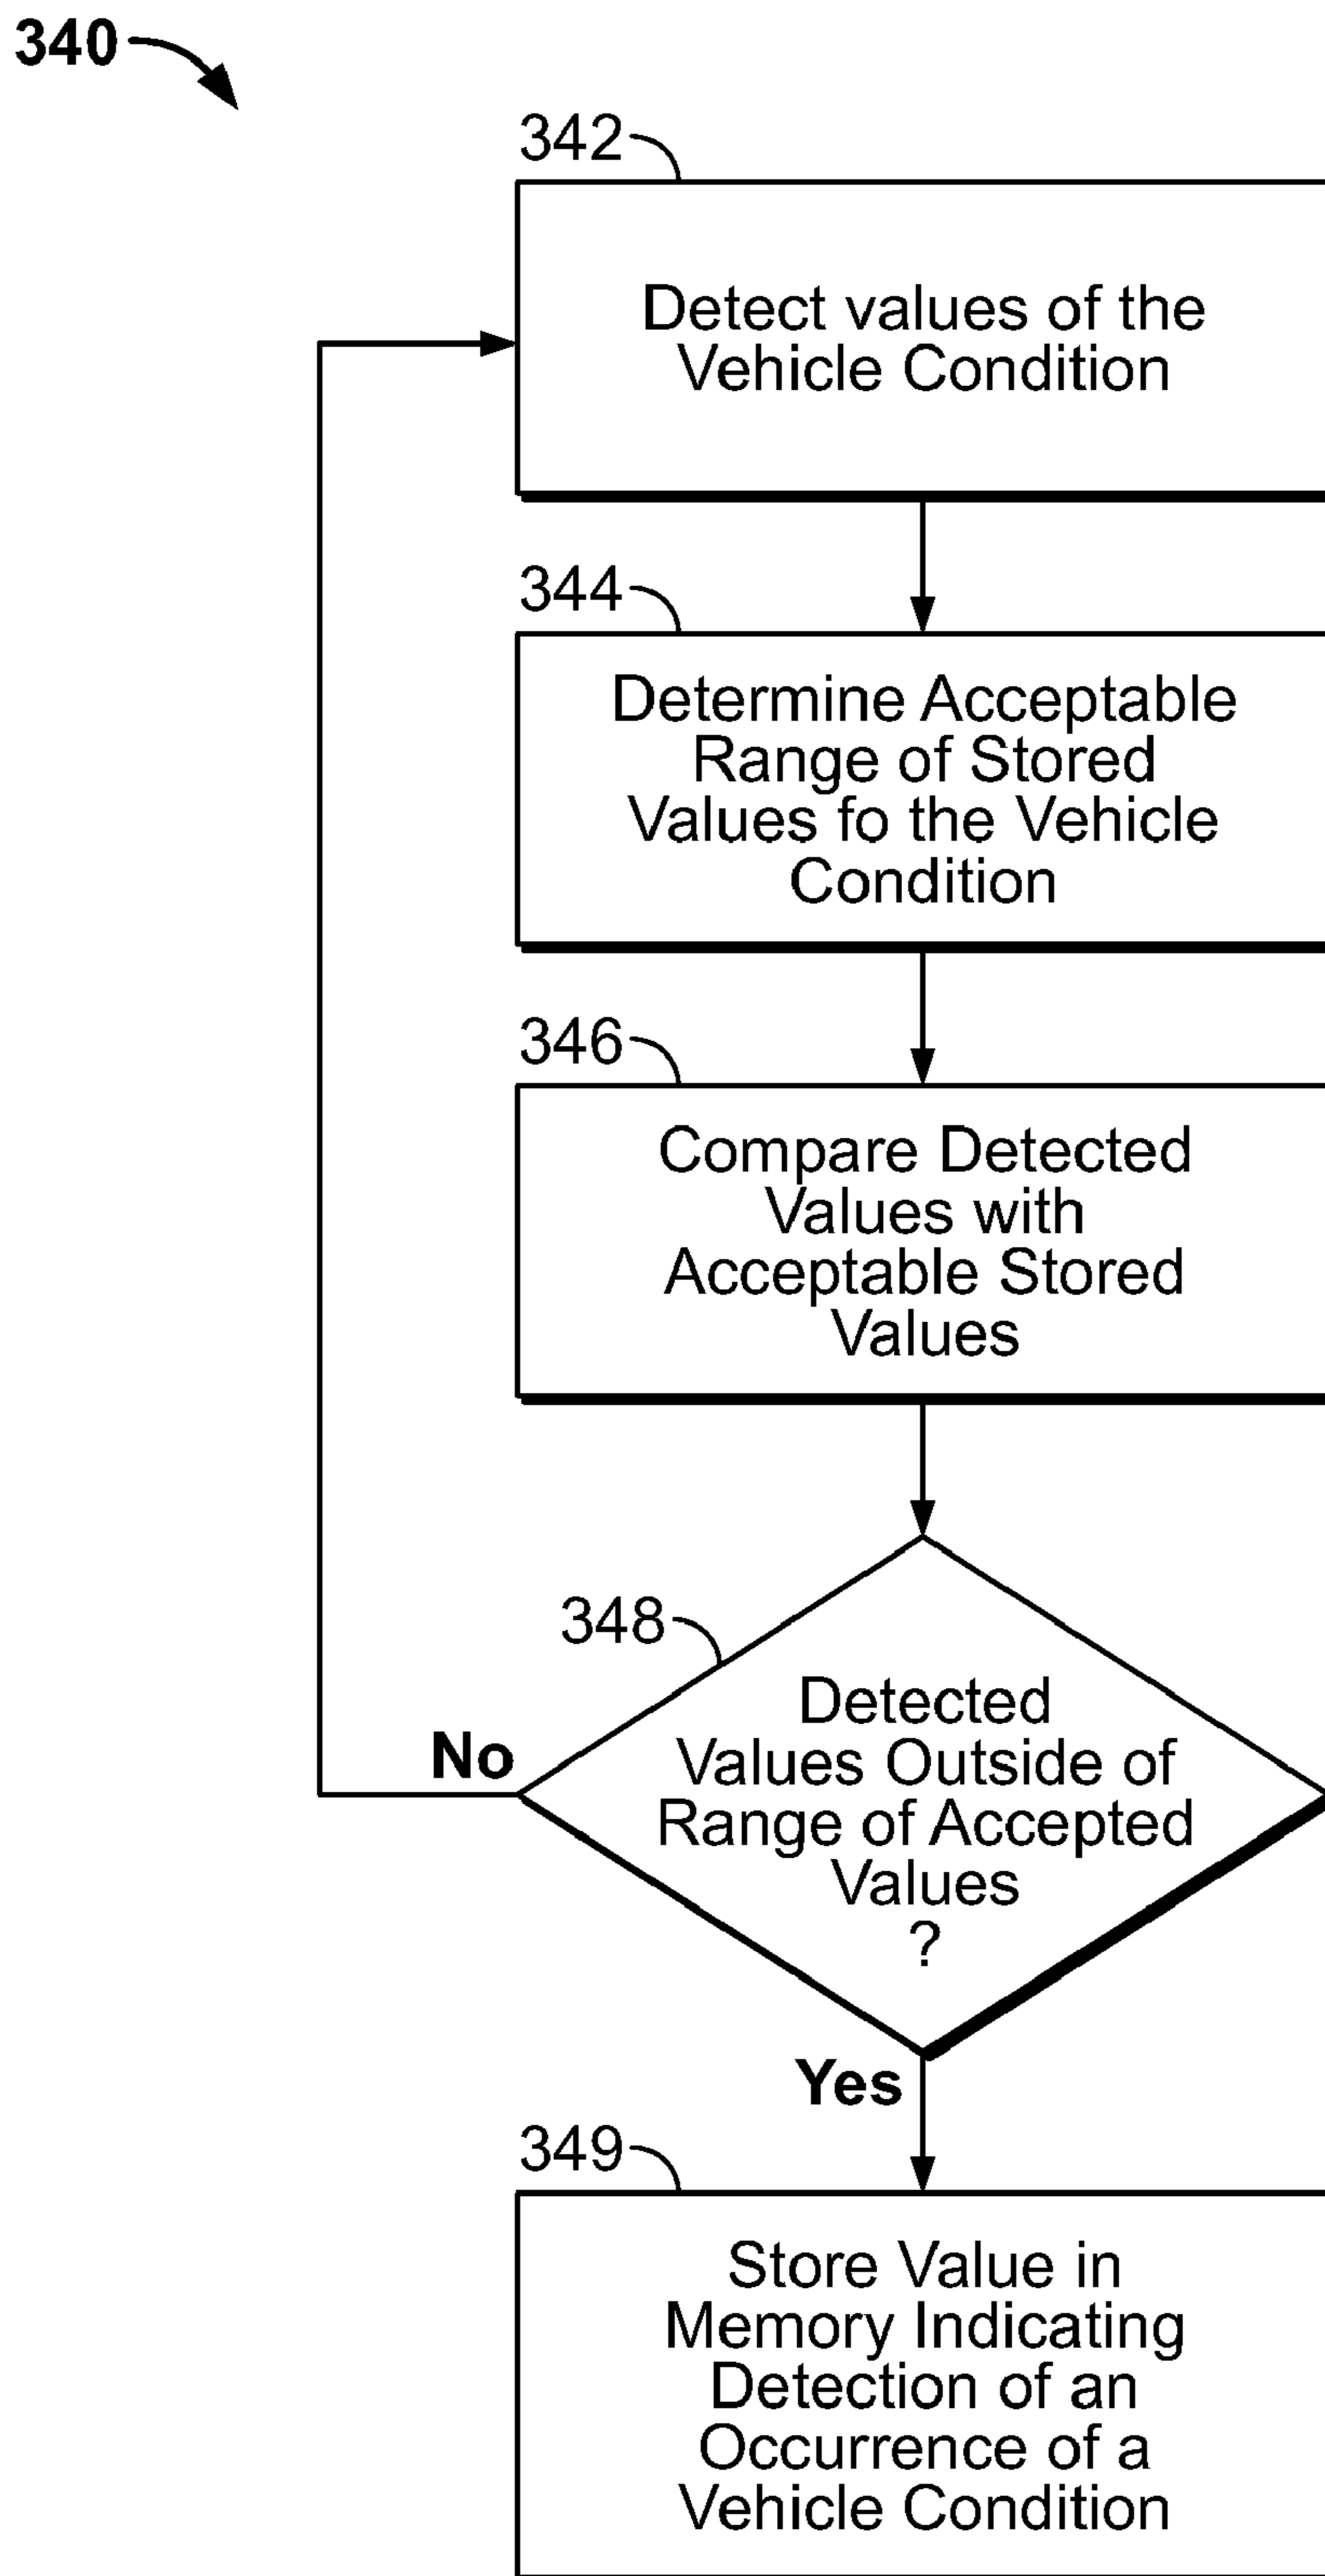 340
342
Detect values of the
Vehicle Condition
344
Determine Acceptable
Range of Stored
Values fo the Vehicle
Condition
346
Compare Detected
Values with
Acceptable Stored
Values
348
Detected
Values Outside of
Range of Accepted
Values
?
No
Yes
349
Store Value in
Memory Indicating
Detection of an
Occurrence of a
Vehicle Condition